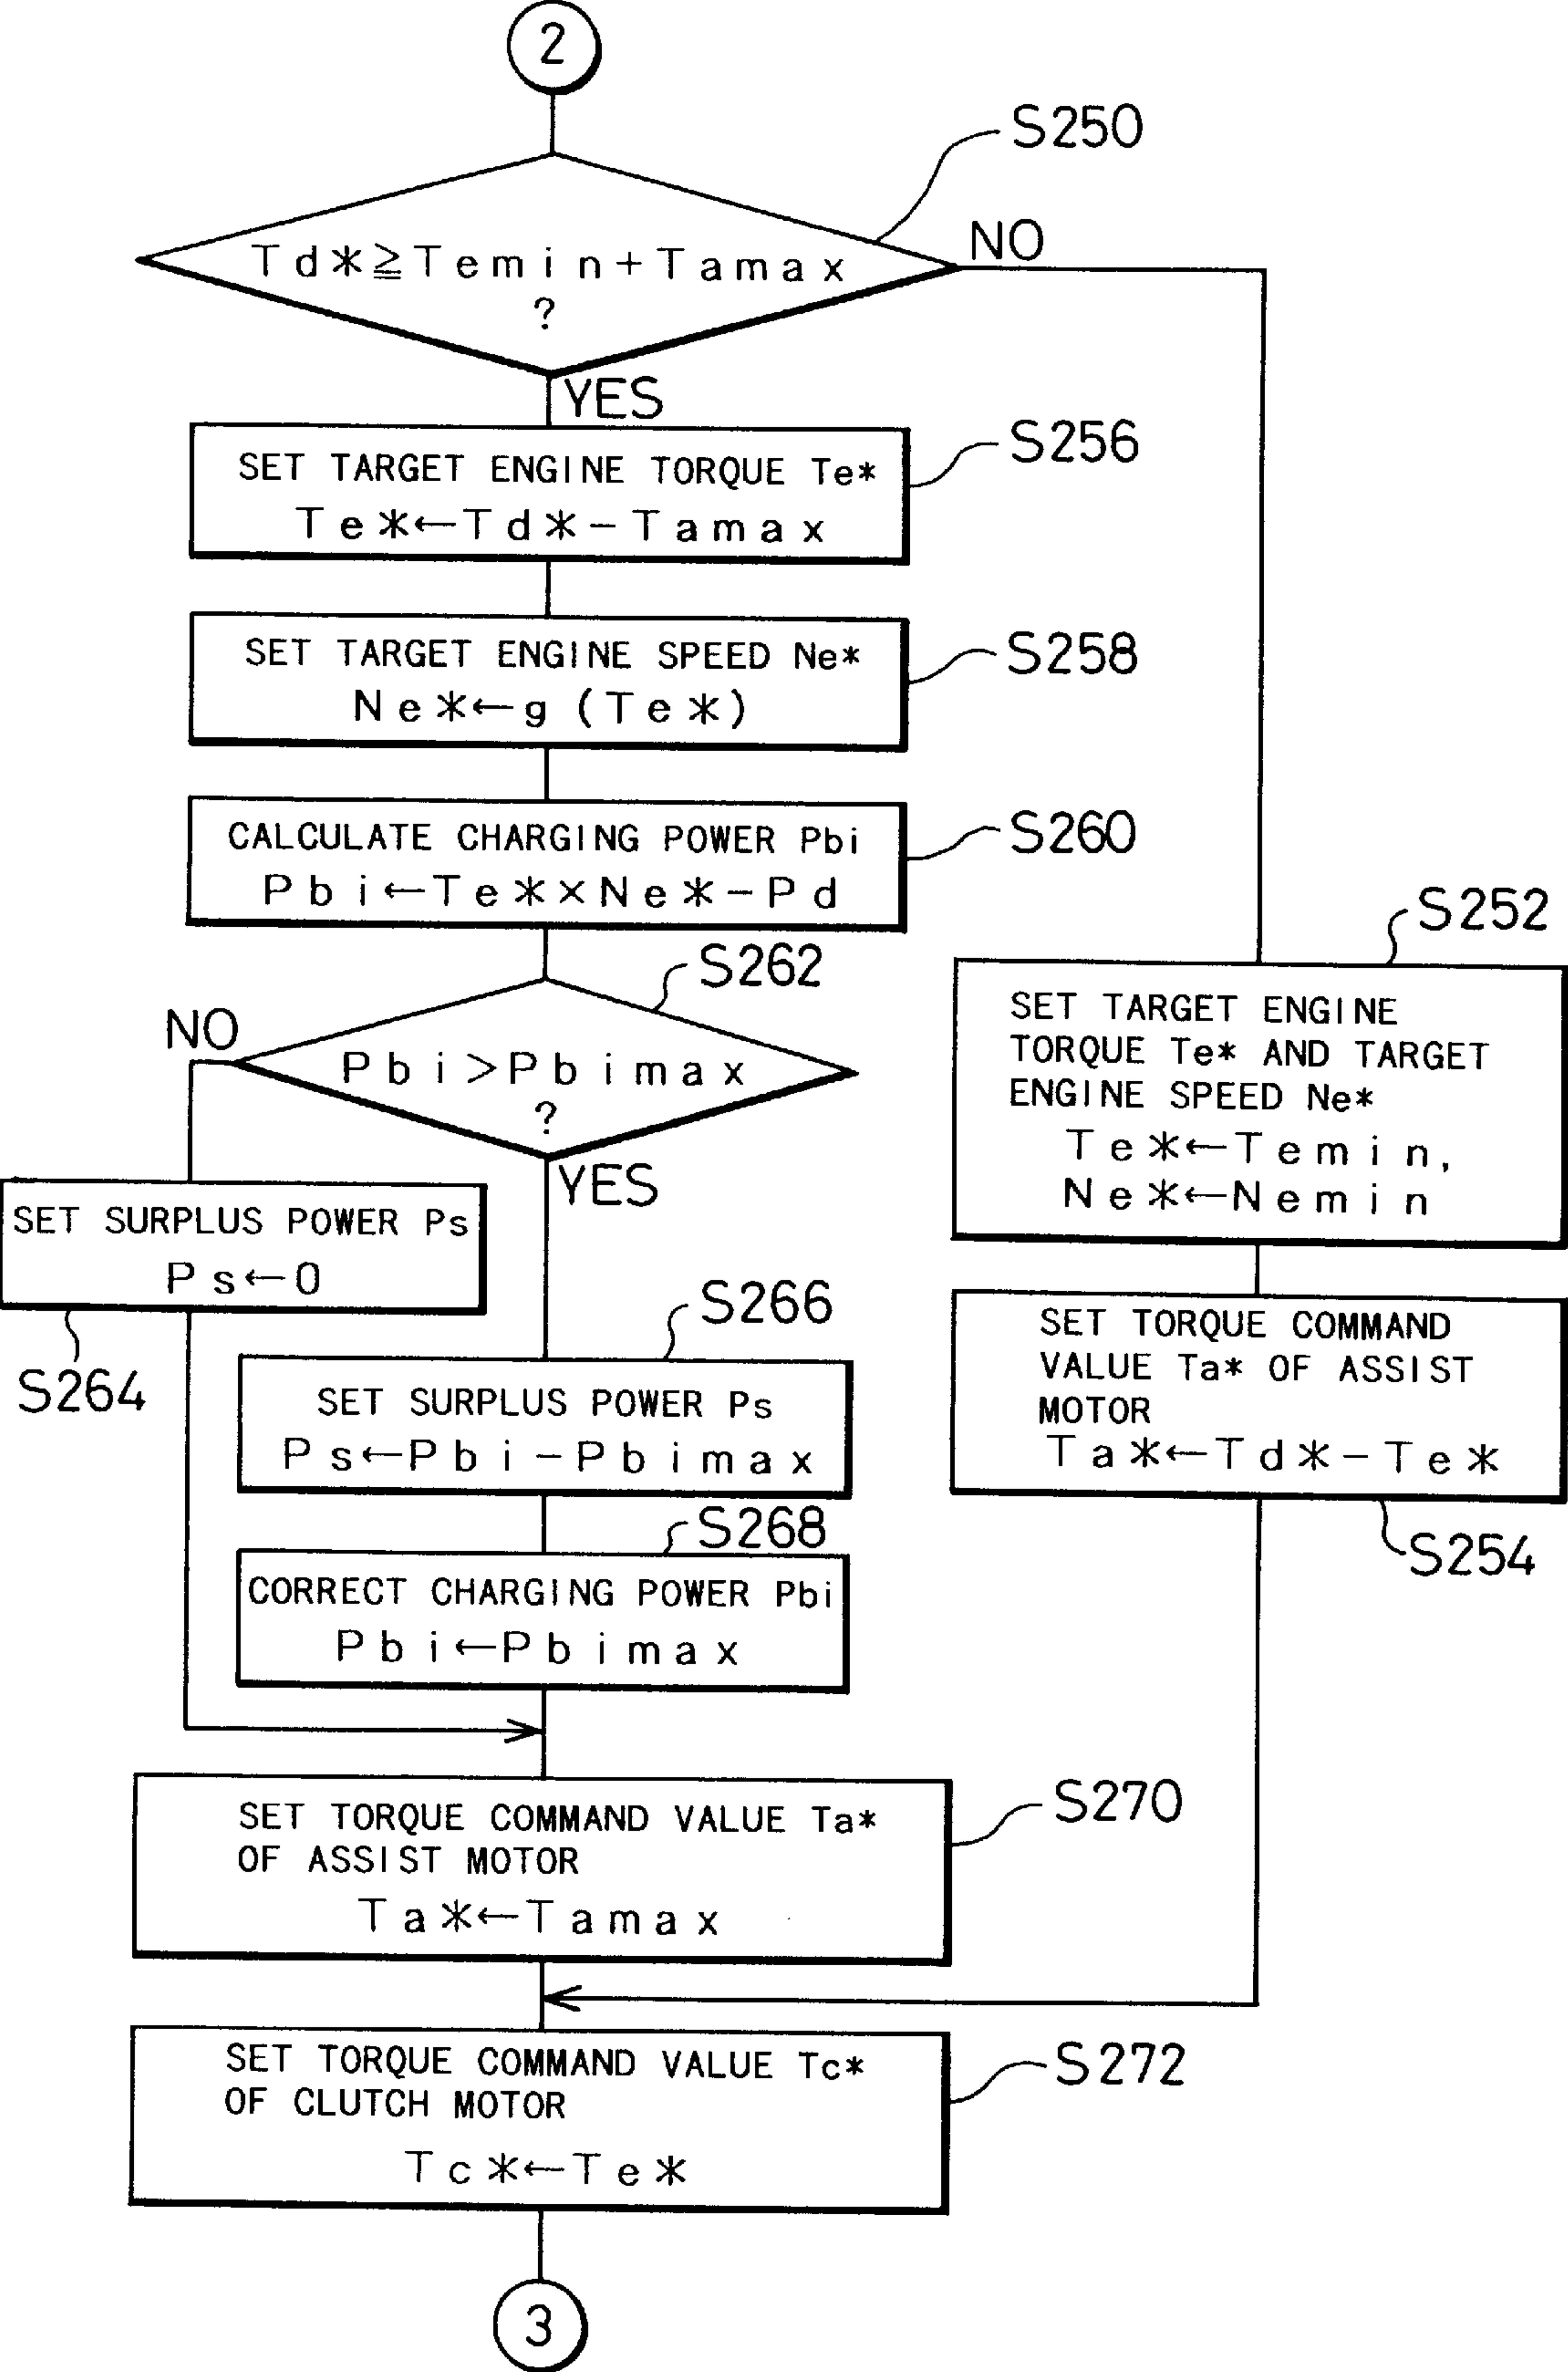 2
S250
Td*≧Temin+Tamax
?
NO
YES
S256
SET TARGET ENGINE TORQUE Te*
Te*←Td*-Tamax
S258
SET TARGET ENGINE SPEED Ne*
Ne*←g(Te*)
S260
CALCULATE CHARGING POWER Pbi
Pbi←Te*×Ne*-Pd
S262
NO
Pbi>Pbimax
?
YES
S252
SET TARGET ENGINE
TORQUE Te* AND TARGET
ENGINE SPEED Ne*
Te*←Temin,
Ne*←Nemin
SET SURPLUS POWER Ps
Ps←0
S264
S266
SET SURPLUS POWER Ps
Ps←Pbi-Pbimax
SET TORQUE COMMAND
VALUE Ta* OF ASSIST
MOTOR
Ta*←Td*-Te*
S254
S268
CORRECT CHARGING POWER Pbi
Pbi←Pbimax
S270
SET TORQUE COMMAND VALUE Ta*
OF ASSIST MOTOR
Ta*←Tamax
S272
SET TORQUE COMMAND VALUE Tc*
OF CLUTCH MOTOR
Tc*←Te*
3